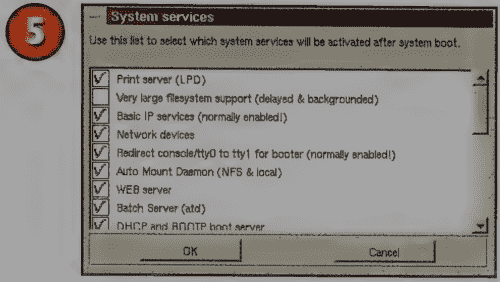 5
System services
Use this list to select which system services will be activated after system boot.
Print server (LPD)
Very large filesystem support (delayed & backgrounded)
Basic IP services (normally enabled!)
Network devices
Redirect console/tty0 to tty1 for booter (normally enabled!)
Auto Mount Daemon (NFS & local)
WEB server
Batch Server (atd)
DHCP and BOOTP boot server
OK Cancel